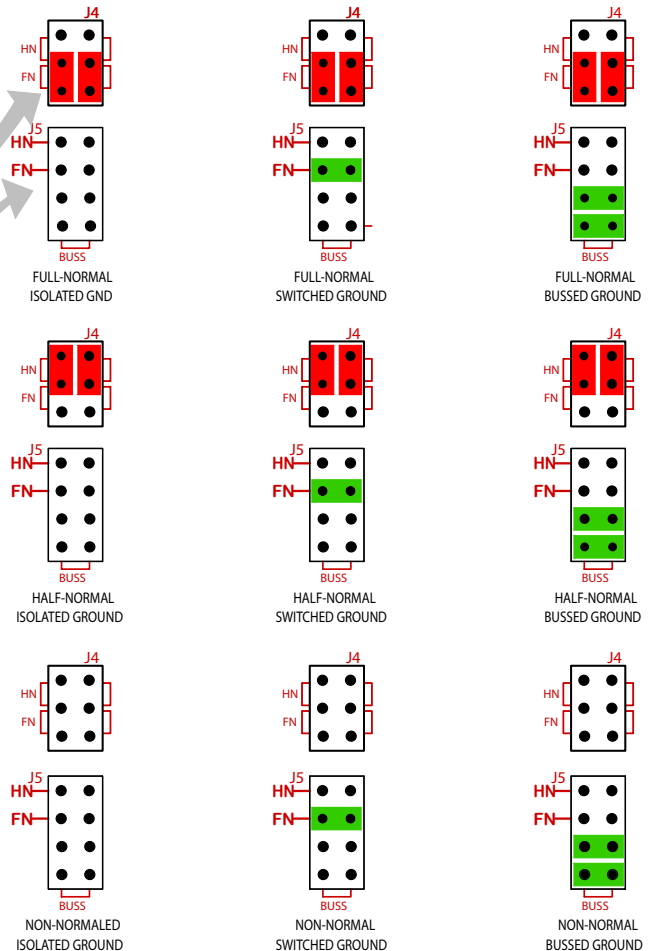 J4
HN
FN
J5
HN
FN
BUSS
FULL-NORMAL
ISOLATED GND
J4
HN
FN
J5
HN
FN
BUSS
FULL-NORMAL
SWITCHED GROUND
J4
HN
FN
J5
HN
FN
BUSS
FULL-NORMAL
BUSSED GROUND
J4
HN
FN
J5
HN
FN
BUSS
HALF-NORMAL
ISOLATED GROUND
J4
HN
FN
J5
HN
FN
BUSS
HALF-NORMAL
SWITCHED GROUND
J4
HN
FN
J5
HN
FN
BUSS
HALF-NORMAL
BUSSED GROUND
J4
HN
FN
J5
HN
FN
BUSS
NON-NORMALED
ISOLATED GROUND
J4
HN
FN
J5
HN
FN
BUSS
NON-NORMAL
SWITCHED GROUND
J4
HN
FN
J5
HN
FN
BUSS
NON-NORMAL
BUSSED GROUND